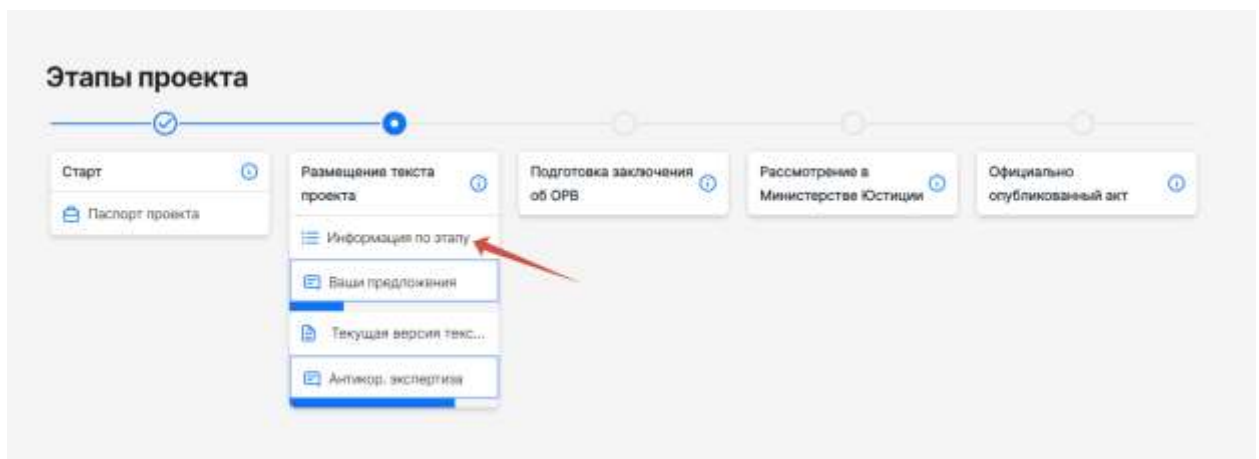 Этапы проекта
Старт
Паспорт проекта
Размещение текста
проекта
Информация по этапу
Ваши предложения
Текущая версия текс...
Антикор. экспертиза
Подготовка заключения
об ОРВ
Рассмотрение в
Министерстве Юстиции
Официально
опубликованный акт